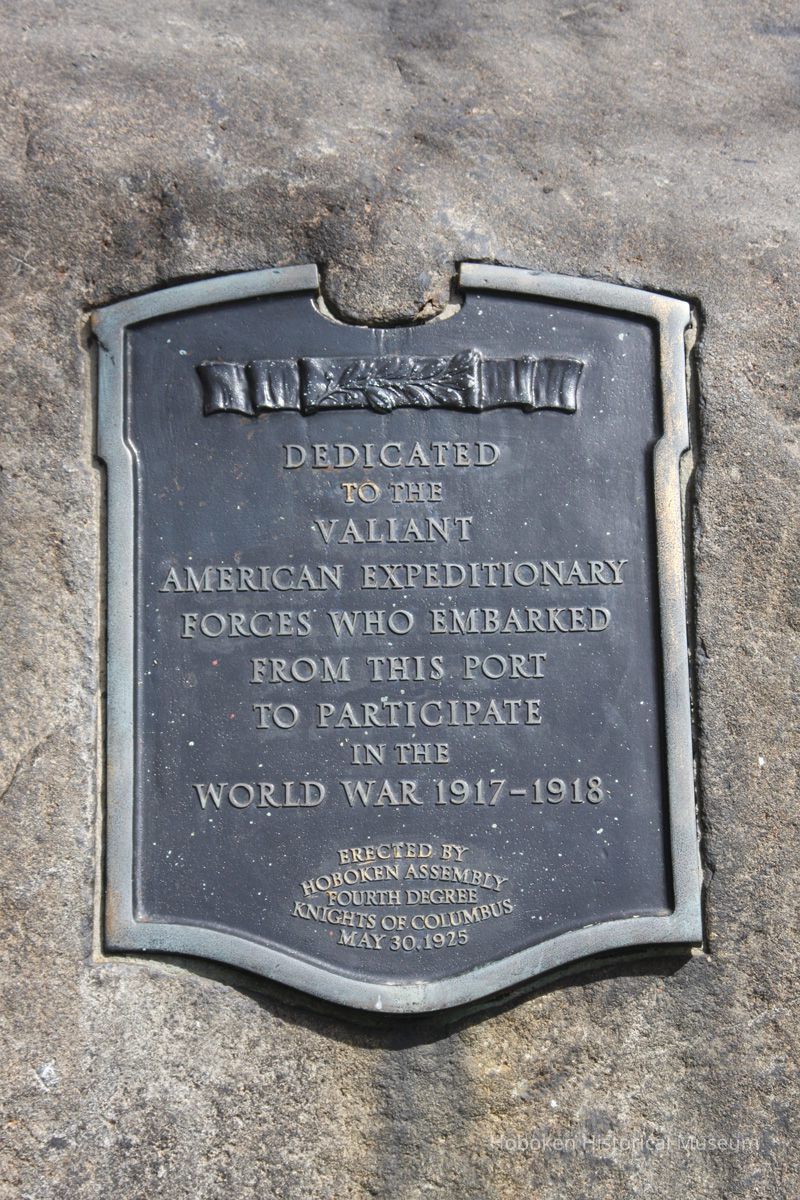 DEDICATED
TO THE
VALIANT
AMERICAN EXPEDITIONARY
FORCES WHO EMBARKED
FROM THIS PORT
TO PARTICIPATE
IN THE
WORLD WAR 1917–1918
ERECTED BY
HOBOKEN ASSEMBLY
FOURTH DEGREE
KNIGHTS OF COLUMBUS
MAY 30, 1925
Hoboken Historical Museum